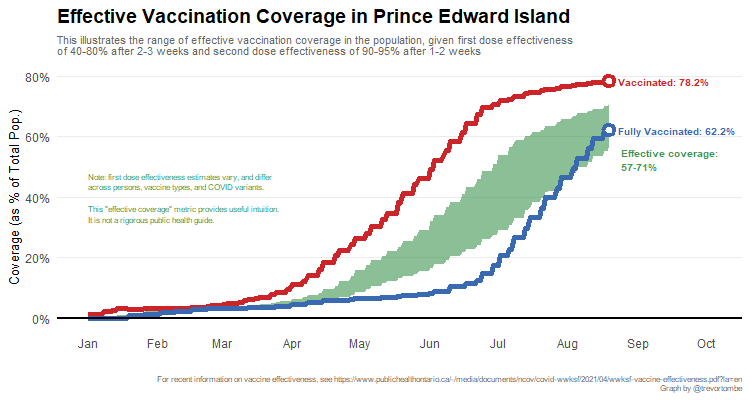 Effective Vaccination Coverage in Prince Edward Island
This illustrates the range of effective vaccination coverage in the population, given first dose effectiveness
of 40-80% after 2-3 weeks and second dose effectiveness of 90-95% after 1-2 weeks
Coverage (as % of Total Pop.)
80%
60%
40%
20%
0%
Vaccinated: 78.2%
Fully Vaccinated: 62.2%
Effective coverage:
57-71%
Note: first dose effectiveness estimates vary, and differ
across persons, vaccine types, and COVID variants.
This "effective coverage" metric provides useful intuition.
It is not a rigorous public health guide.
Jan Feb Mar Apr May Jun Jul Aug Sep Oct
For recent information on vaccine effectiveness, see https://www.publichealthontario.ca/-/media/documents/ncov/covid-wwksf/2021/04/wwksf-vaccine-effectiveness.pdf?la=en
Graph by @trevortombe